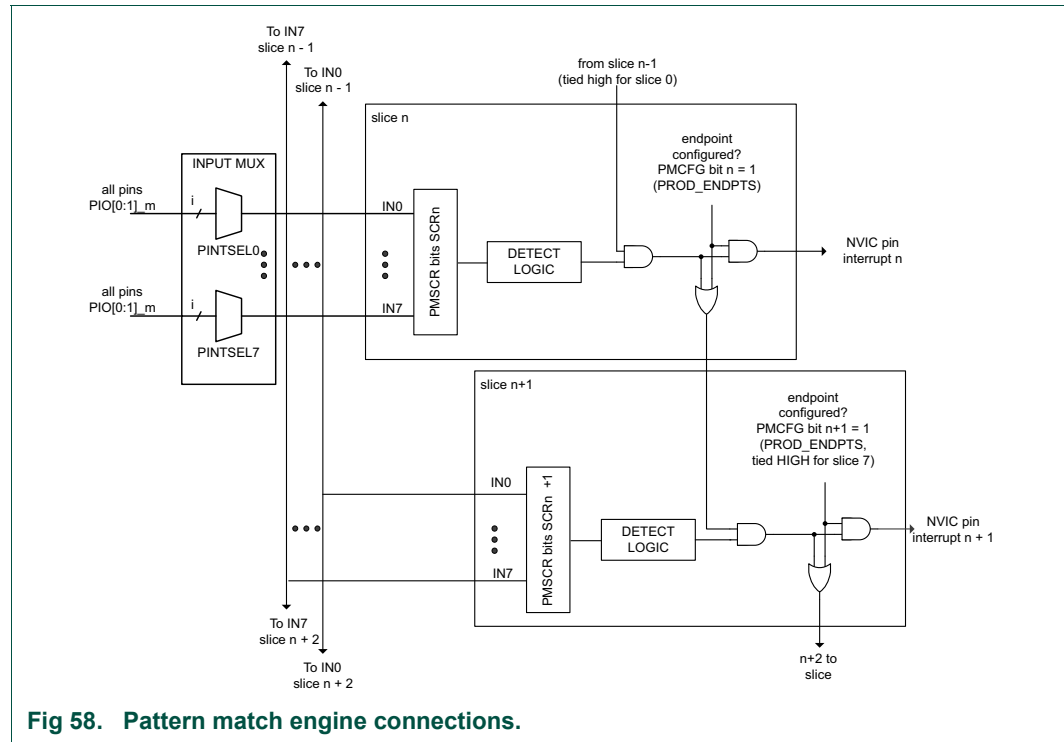 To IN7
slice n - 1
To IN0
slice n - 1
from slice n-1
(tied high for slice 0)
slice n
endpoint
configured?
PMCFG bit n = 1
(PROD_ENDPTS)
INPUT MUX
all pins
PIO[0:1]_m
i
PINTSEL0
IN0
PMSCR bits SCRn
DETECT
LOGIC
NVIC pin
interrupt n
all pins
PIO[0:1]_m
i
PINTSEL7
IN7
slice n+1
endpoint
configured?
PMCFG bit n+1 = 1
(PROD_ENDPTS,
tied HIGH for slice 7)
IN0
PMSCR bits SCRn +1
DETECT
LOGIC
NVIC pin
interrupt n + 1
IN7
To IN7
slice n + 2
To IN0
slice n + 2
n+2 to
slice
Fig 58. Pattern match engine connections.